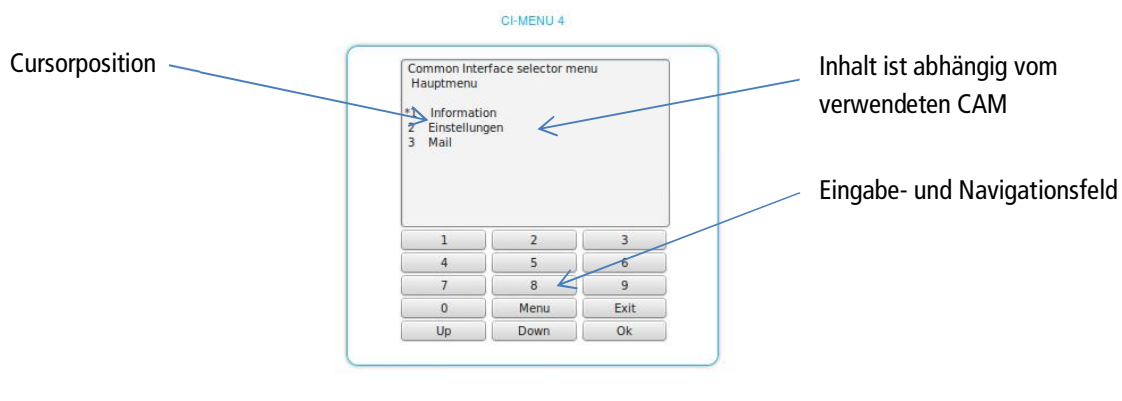 CI-MENU 4
Cursorposition
Common Interface selector menu
Hauptmenu
*1 Information
2 Einstellungen
3 Mail
Inhalt ist abhängig vom
verwendeten CAM
Eingabe- und Navigationsfeld
1 2 3
4 5 6
7 8 9
0 Menu Exit
Up Down Ok